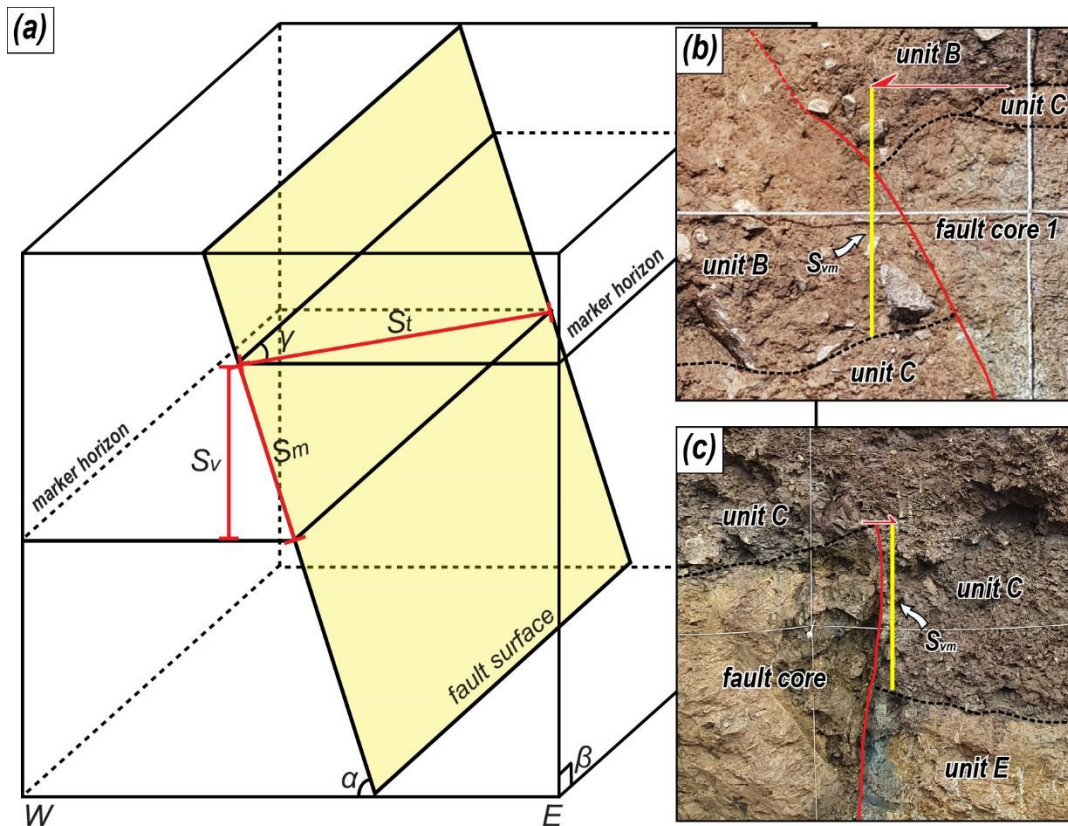 (a)
marker horizon
marker horizon
St
γ
Sm
Sv
fault surface
α
β
W
E
(b)
unit B
unit C
fault core 1
Svm
unit B
unit C
(c)
unit C
unit C
Svm
fault core
unit E